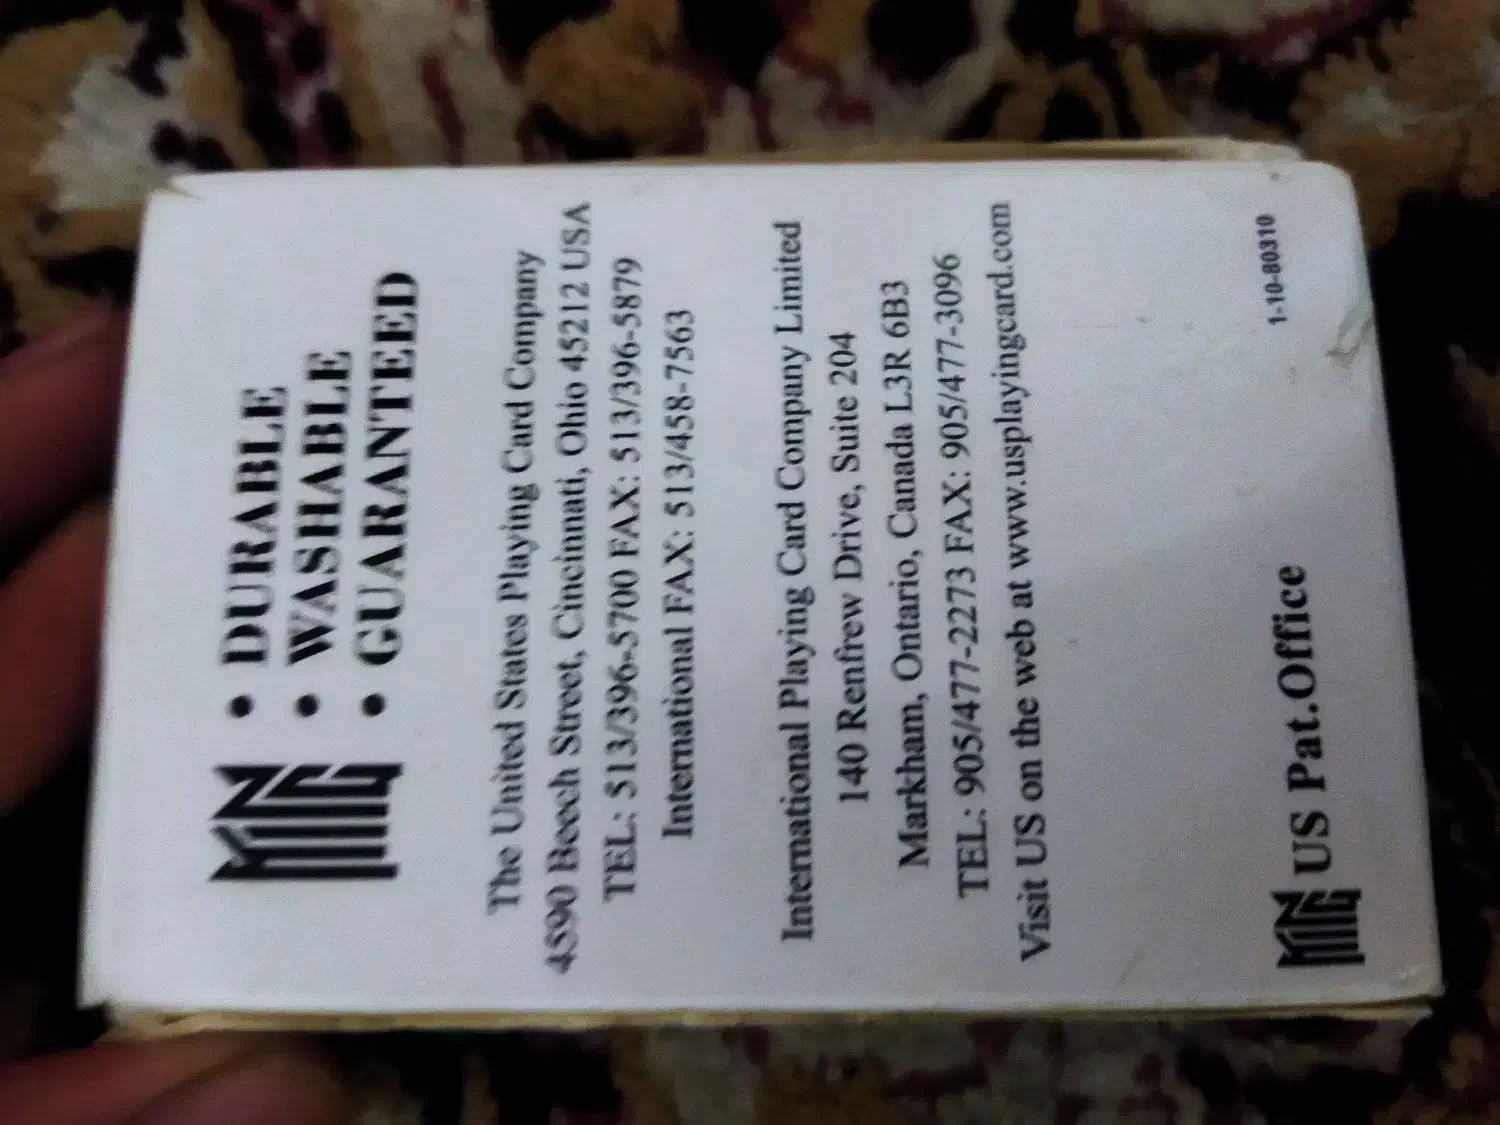 • DURABLE
• WASHABLE
• GUARANTEED
The United States Playing Card Company
4590 Beech Street, Cincinnati, Ohio 45212 USA
TEL: 513/396-5700 FAX: 513/396-5879
International FAX: 513/458-7563
International Playing Card Company Limited
140 Renfrew Drive, Suite 204
Markham, Ontario, Canada L3R 6B3
TEL: 905/477-2273 FAX: 905/477-3096
Visit US on the web at www.usplayingcard.com
US Pat.Office
1-10-80310